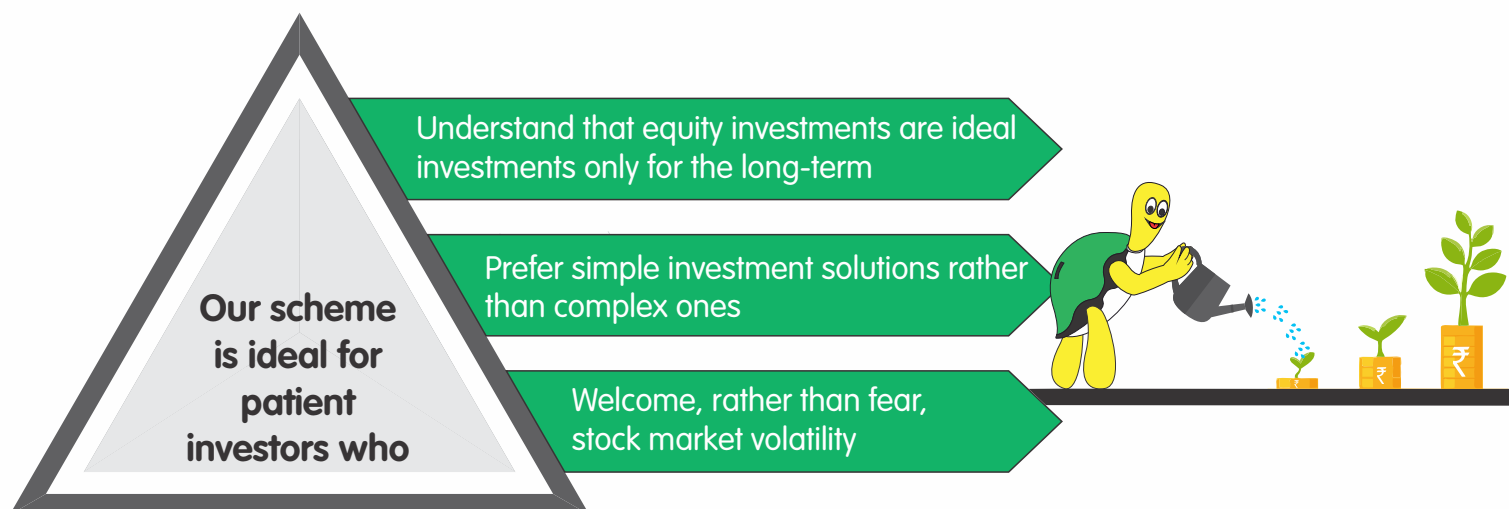 Our scheme
is ideal for
patient
investors who
Understand that equity investments are ideal
investments only for the long-term
Prefer simple investment solutions rather
than complex ones
Welcome, rather than fear,
stock market volatility
₹
₹
₹